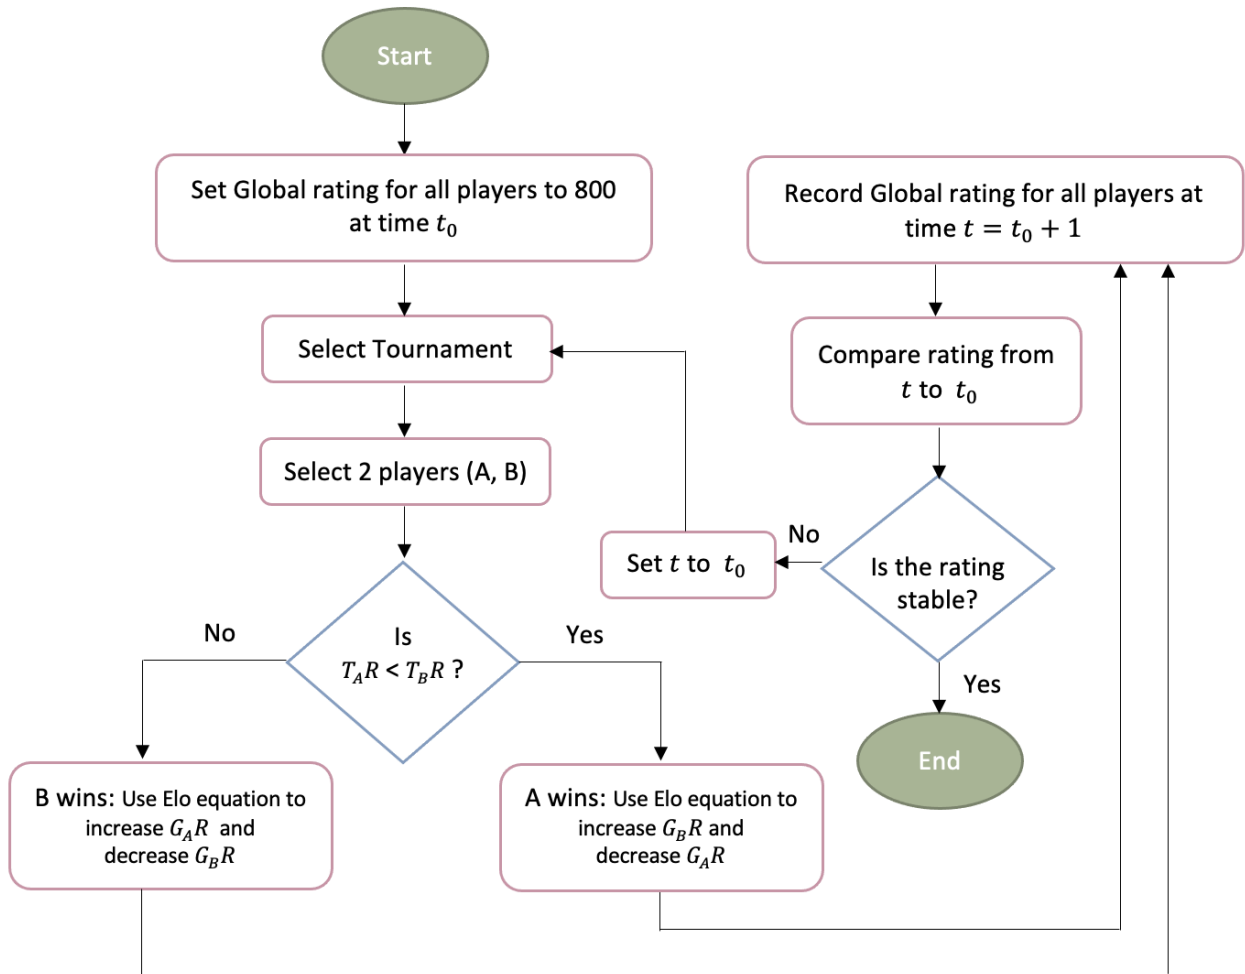 Start
Set Global rating for all players to 800
at time t₀
Select Tournament
Select 2 players (A, B)
Is
T_AR < T_BR ?
No
Yes
B wins: Use Elo equation to
increase G_AR and
decrease G_BR
A wins: Use Elo equation to
increase G_BR and
decrease G_AR
Record Global rating for all players at
time t = t₀ + 1
Compare rating from
t to t₀
Is the rating
stable?
No
Set t to t₀
Yes
End